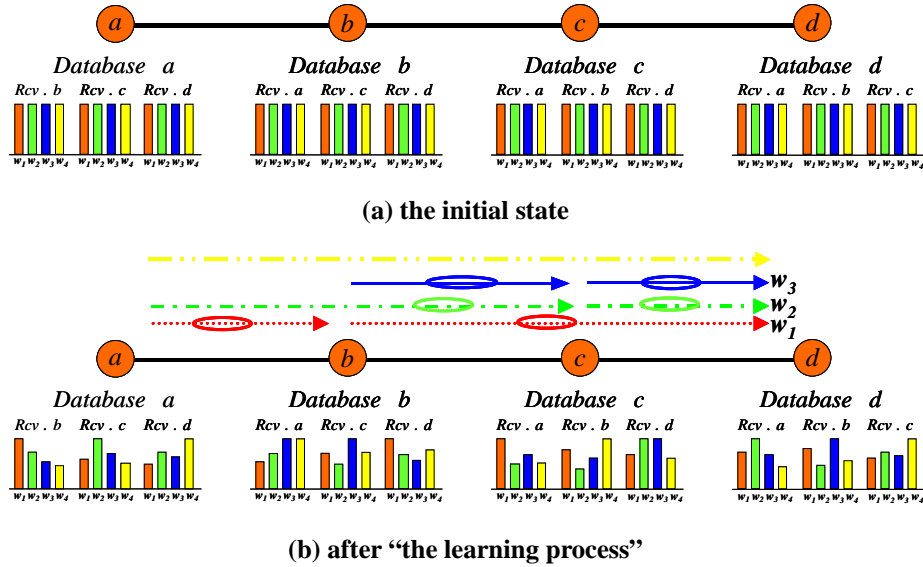 a b c d
Database a Database b Database c Database d
Rcv . b Rcv . c Rcv . d Rcv . a Rcv . c Rcv . d Rcv . a Rcv . b Rcv . d Rcv . a Rcv . b Rcv . c
w1 w2 w3 w4 w1 w2 w3 w4 w1 w2 w3 w4 w1 w2 w3 w4 w1 w2 w3 w4 w1 w2 w3 w4 w1 w2 w3 w4 w1 w2 w3 w4 w1 w2 w3 w4 w1 w2 w3 w4 w1 w2 w3 w4 w1 w2 w3 w4
(a) the initial state
w3
w2
w1
a b c d
Database a Database b Database c Database d
Rcv . b Rcv . c Rcv . d Rcv . a Rcv . c Rcv . d Rcv . a Rcv . b Rcv . d Rcv . a Rcv . b Rcv . c
w1 w2 w3 w4 w1 w2 w3 w4 w1 w2 w3 w4 w1 w2 w3 w4 w1 w2 w3 w4 w1 w2 w3 w4 w1 w2 w3 w4 w1 w2 w3 w4 w1 w2 w3 w4 w1 w2 w3 w4 w1 w2 w3 w4 w1 w2 w3 w4
(b) after “the learning process”